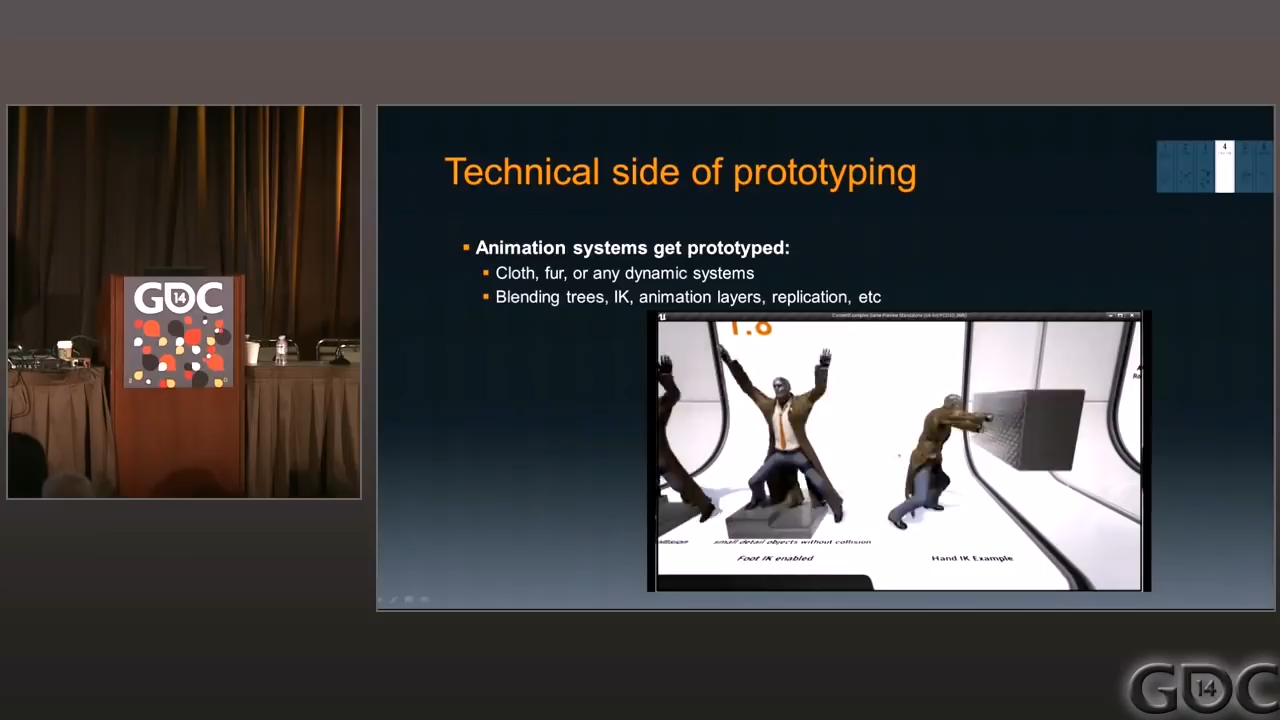 GDC
14
Technical side of prototyping
4
Animation systems get prototyped:
Cloth, fur, or any dynamic systems
Blending trees, IK, animation layers, replication, etc
1.8
small detail objects without collision
Foot IK enabled
Hand IK Example
GDC
14